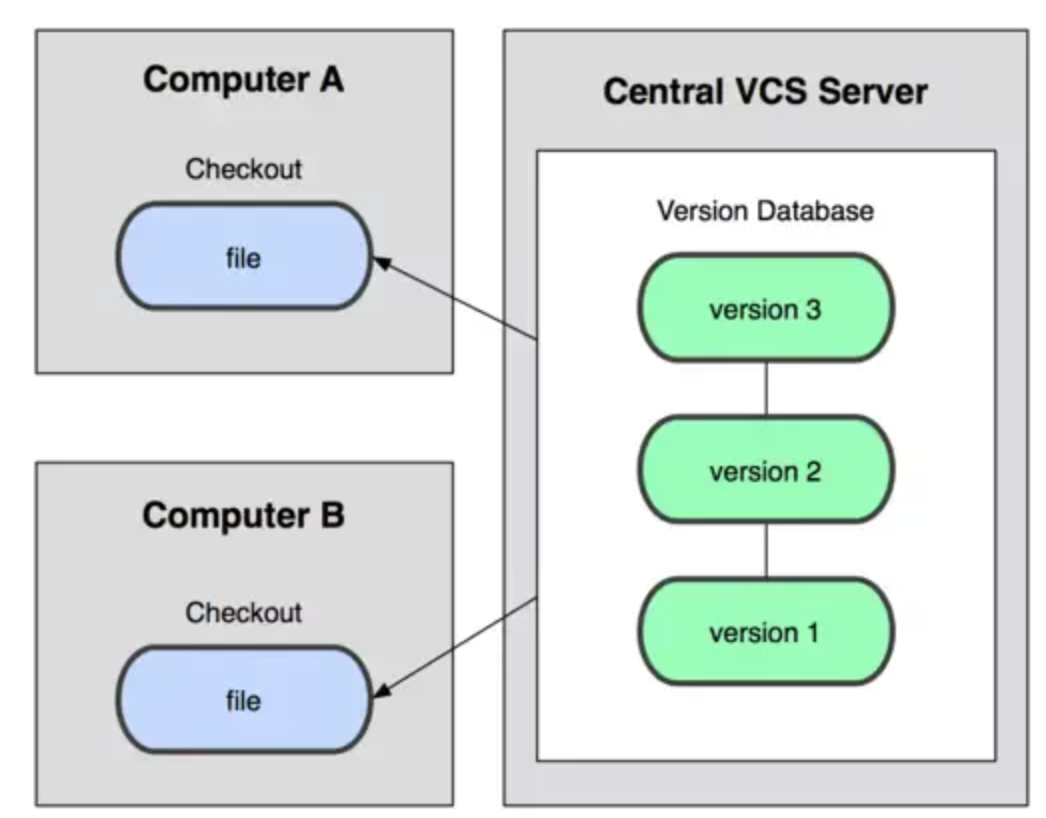 Computer A
Checkout
file
Computer B
Checkout
file
Central VCS Server
Version Database
version 3
version 2
version 1